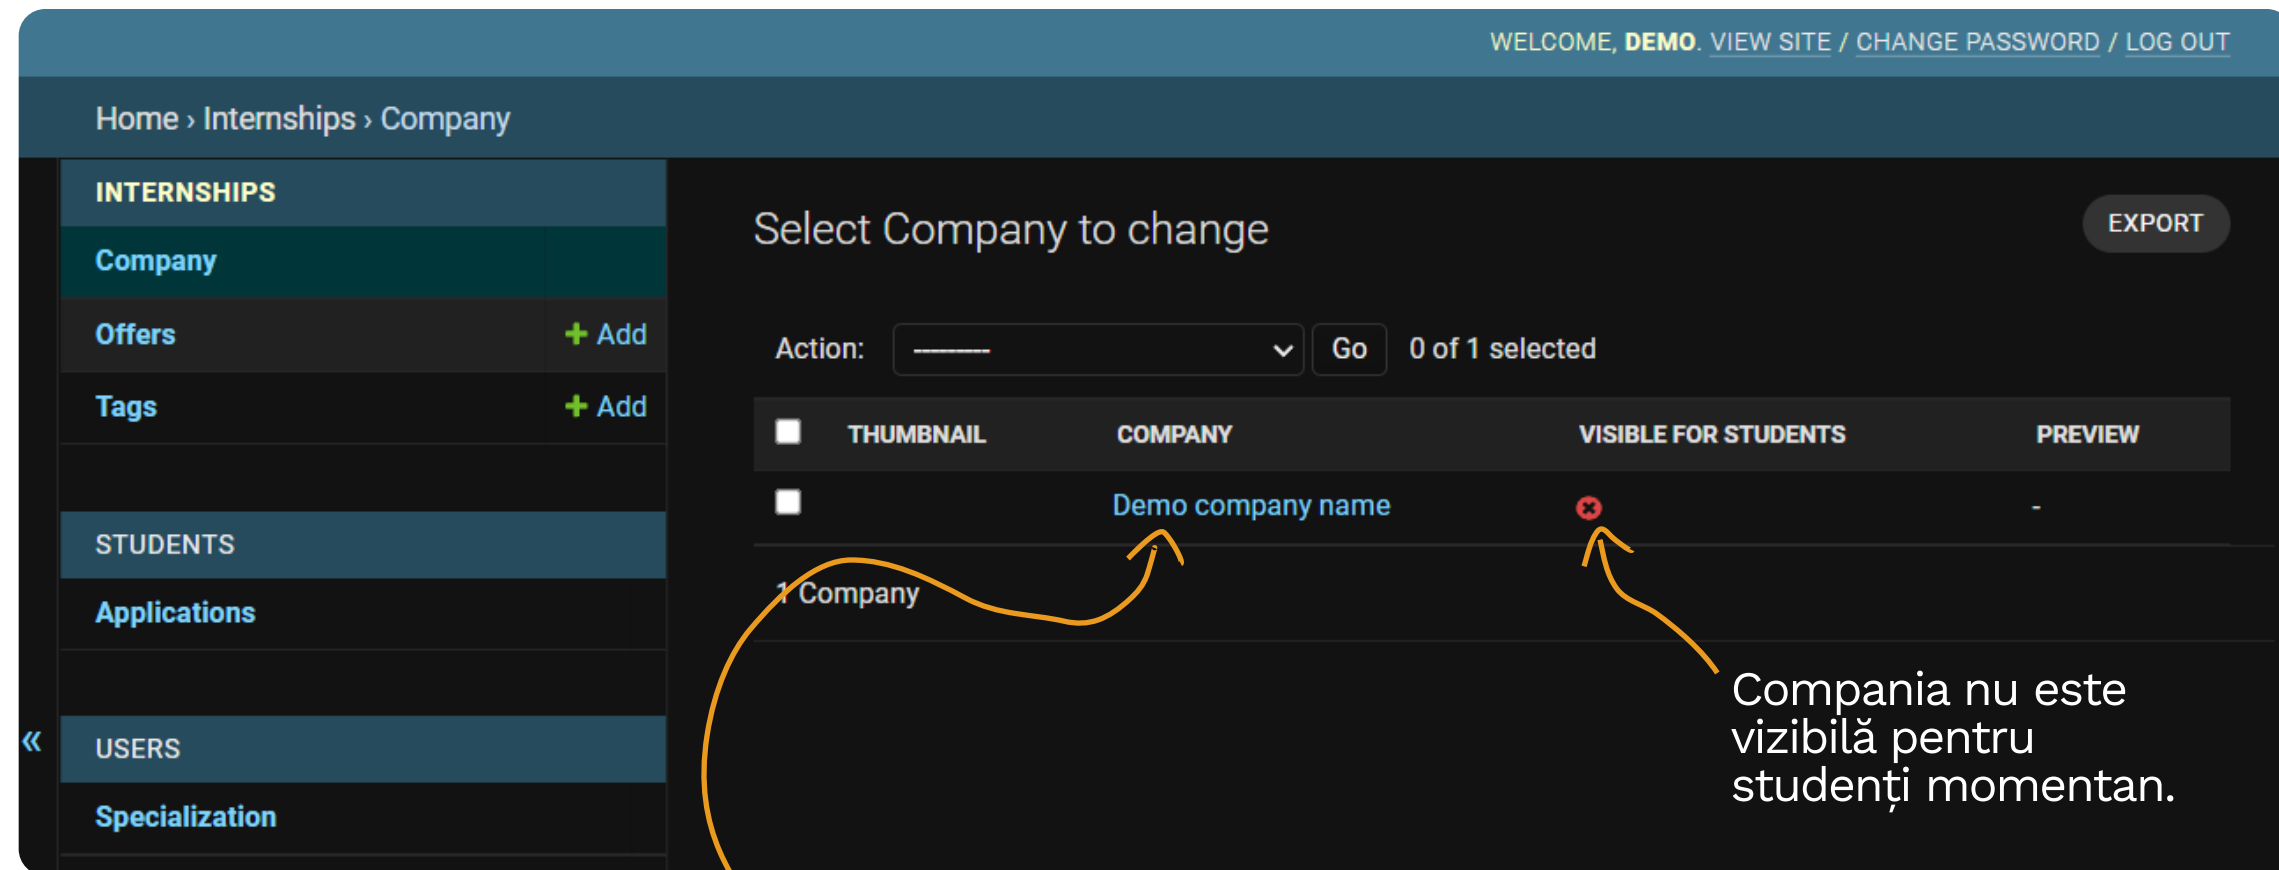 WELCOME, DEMO. VIEW SITE / CHANGE PASSWORD / LOG OUT
Home › Internships › Company
INTERNSHIPS
Company
Offers + Add
Tags + Add
STUDENTS
Applications
«
USERS
Specialization
Select Company to change
EXPORT
Action: --------- Go 0 of 1 selected
THUMBNAIL COMPANY VISIBLE FOR STUDENTS PREVIEW
Demo company name -
1 Company
Compania nu este
vizibilă pentru
studenți momentan.